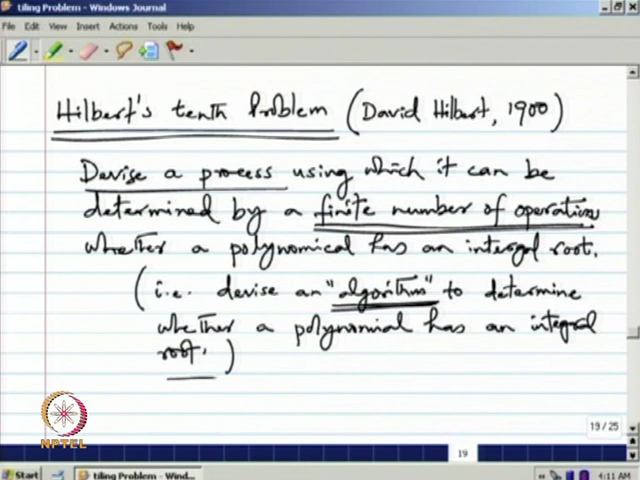 tiling Problem - Windows Journal
File Edit View Insert Actions Tools Help
Hilbert's tenth Problem (David Hilbert, 1900)
Devise a process using which it can be
determined by a finite number of operations
whether a polynomical has an integral root.
(i.e. devise an "algorithm" to determine
whether a polynomial has an integral
root.)
19 / 25
NPTEL
19
Start
tiling Problem - Wind...
4:11 AM